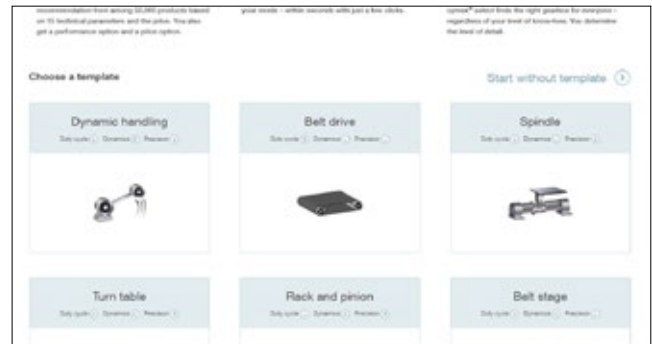 recommendation from among 50,000 products based
on 15 technical parameters and the price. You also
get a performance option and a price option.
your needs – within seconds with just a few clicks.
cymex® select finds the right gearbox for everyone –
regardless of your level of know-how. You determine
the level of detail.
Choose a template
Start without template
Dynamic handling
Duty cycle Dynamics Precision
Belt drive
Duty cycle Dynamics Precision
Spindle
Duty cycle Dynamics Precision
Turn table
Duty cycle Dynamics Precision
Rack and pinion
Duty cycle Dynamics Precision
Belt stage
Duty cycle Dynamics Precision